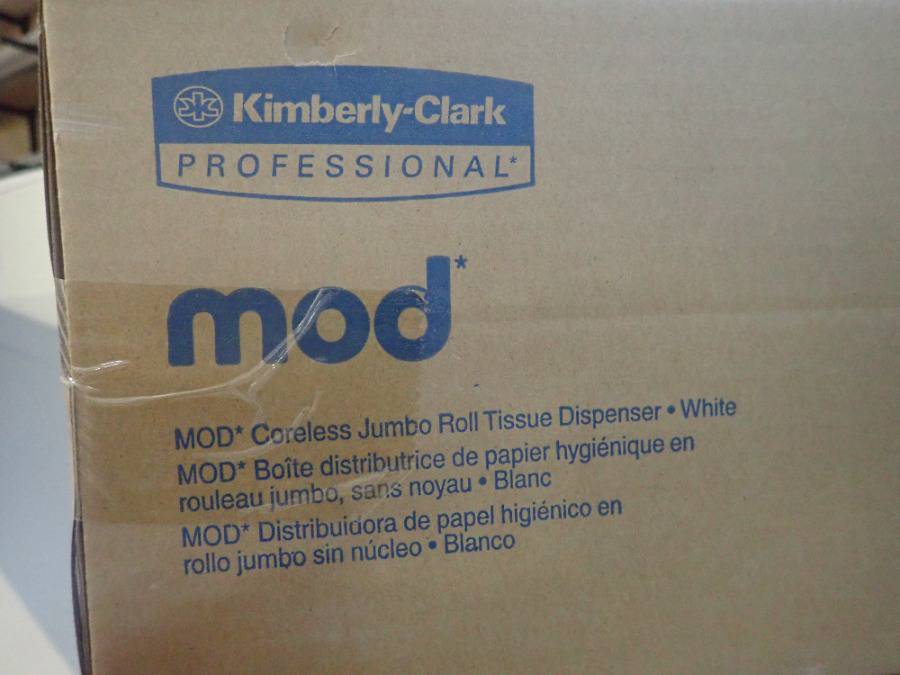 Kimberly-Clark
PROFESSIONAL*
mod*
MOD* Coreless Jumbo Roll Tissue Dispenser • White
MOD* Boîte distributrice de papier hygiénique en
rouleau jumbo, sans noyau • Blanc
MOD* Distribuidora de papel higiénico en
rollo jumbo sin núcleo • Blanco